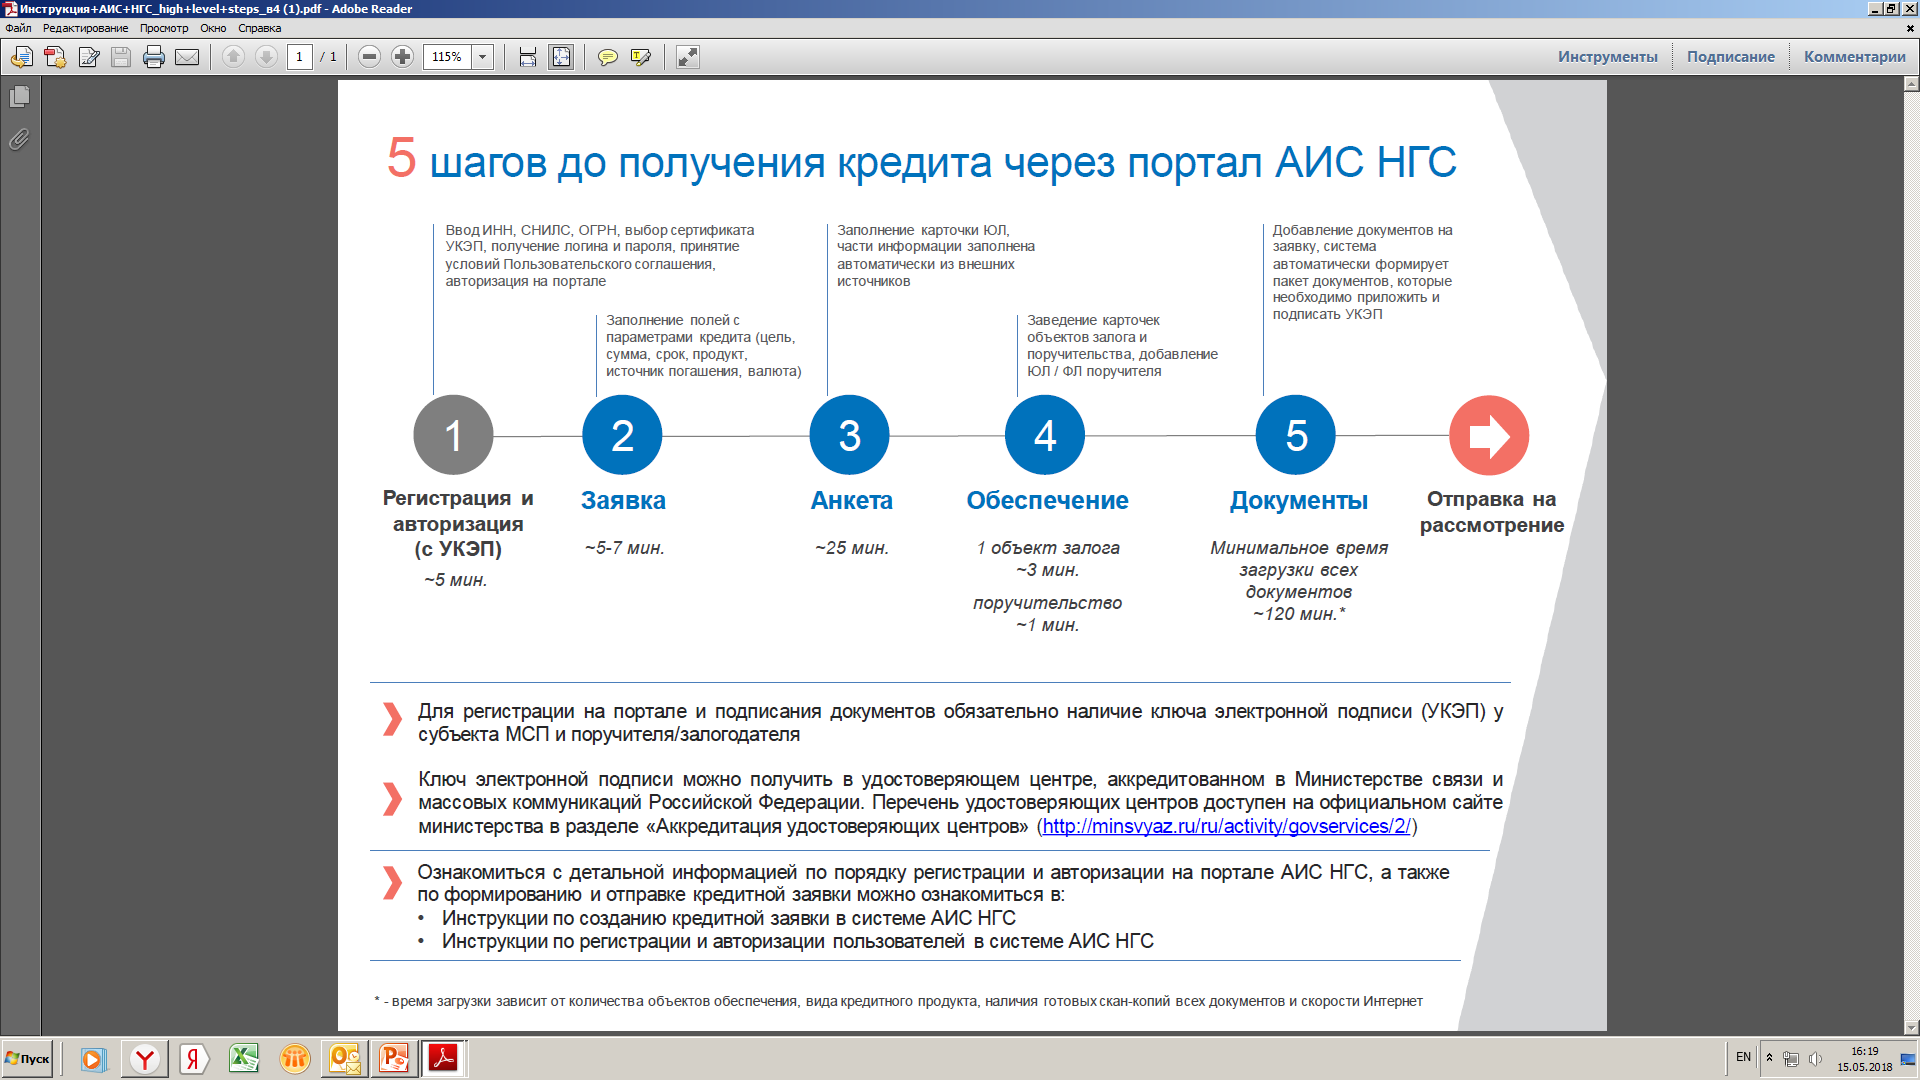 Инструкция+АИС+НГС_high+level+steps_в4 (1).pdf - Adobe Reader
Файл Редактирование Просмотр Окно Справка
1 / 1 115% Инструменты Подписание Комментарии
5 шагов до получения кредита через портал АИС НГС
Ввод ИНН, СНИЛС, ОГРН, выбор сертификата
УКЭП, получение логина и пароля, принятие
условий Пользовательского соглашения,
авторизация на портале
Заполнение полей с
параметрами кредита (цель,
сумма, срок, продукт,
источник погашения, валюта)
Заполнение карточки ЮЛ,
части информации заполнена
автоматически из внешних
источников
Заведение карточек
объектов залога и
поручительства, добавление
ЮЛ / ФЛ поручителя
Добавление документов на
заявку, система
автоматически формирует
пакет документов, которые
необходимо приложить и
подписать УКЭП
1
2
3
4
5
Регистрация и
авторизация
(с УКЭП)
~5 мин.
Заявка
~5-7 мин.
Анкета
~25 мин.
Обеспечение
1 объект залога
~3 мин.
поручительство
~1 мин.
Документы
Минимальное время
загрузки всех
документов
~120 мин.*
Отправка на
рассмотрение
Для регистрации на портале и подписания документов обязательно наличие ключа электронной подписи (УКЭП) у
субъекта МСП и поручителя/залогодателя
Ключ электронной подписи можно получить в удостоверяющем центре, аккредитованном в Министерстве связи и
массовых коммуникаций Российской Федерации. Перечень удостоверяющих центров доступен на официальном сайте
министерства в разделе «Аккредитация удостоверяющих центров» (http://minsvyaz.ru/ru/activity/govservices/2/)
Ознакомиться с детальной информацией по порядку регистрации и авторизации на портале АИС НГС, а также
по формированию и отправке кредитной заявки можно ознакомиться в:
• Инструкции по созданию кредитной заявки в системе АИС НГС
• Инструкции по регистрации и авторизации пользователей в системе АИС НГС
* - время загрузки зависит от количества объектов обеспечения, вида кредитного продукта, наличия готовых скан-копий всех документов и скорости Интернет
Пуск
EN
16:19
15.05.2018